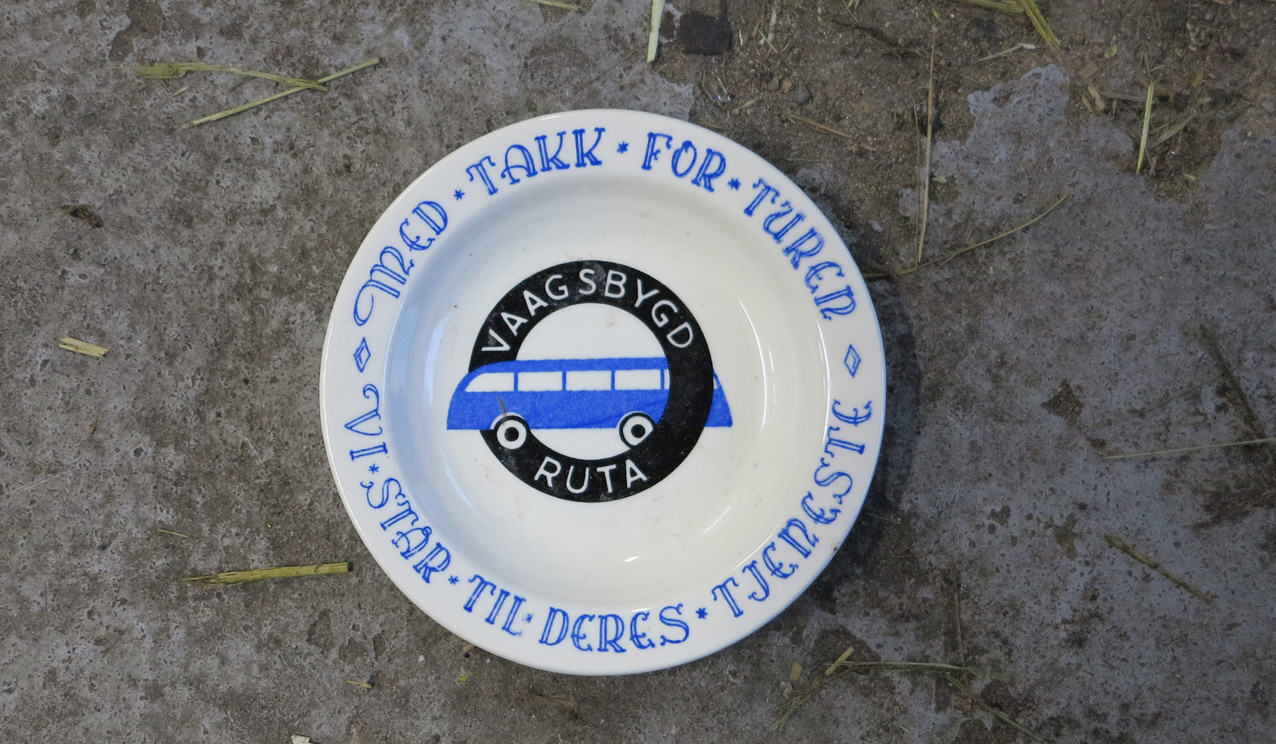 MED * TAKK * FOR * TUREN
VI * STÅR * TIL * DERES * TJENESTE
VAAGSBYGD
RUTA